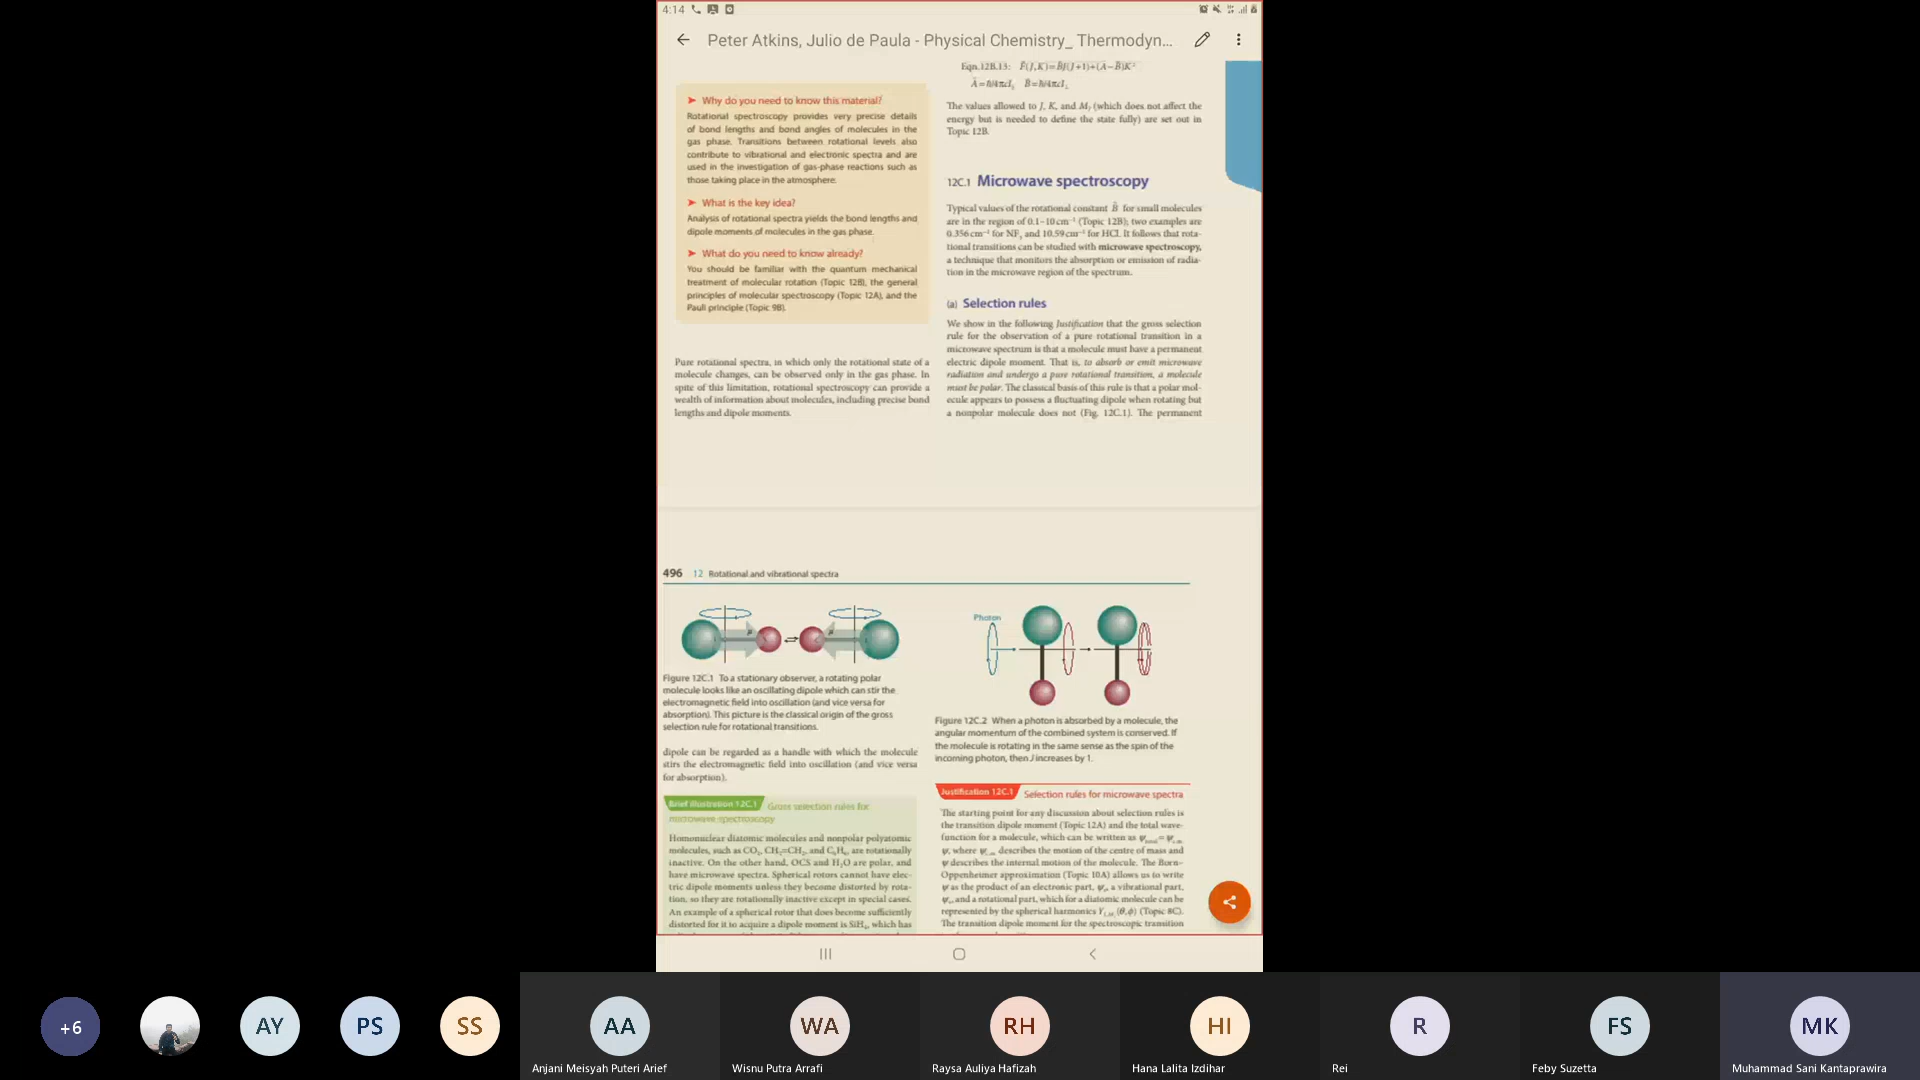 4:14
Peter Atkins, Julio de Paula - Physical Chemistry_ Thermodyn...
➤ Why do you need to know this material?
Rotational spectroscopy provides very precise details
of bond lengths and bond angles of molecules in the
gas phase. Transitions between rotational levels also
contribute to vibrational and electronic spectra and are
used in the investigation of gas-phase reactions such as
those taking place in the atmosphere.
➤ What is the key idea?
Analysis of rotational spectra yields the bond lengths and
dipole moments of molecules in the gas phase.
➤ What do you need to know already?
You should be familiar with the quantum mechanical
treatment of molecular rotation (Topic 12B), the general
principles of molecular spectroscopy (Topic 12A), and the
Pauli principle (Topic 9B).
Pure rotational spectra, in which only the rotational state of a
molecule changes, can be observed only in the gas phase. In
spite of this limitation, rotational spectroscopy can provide a
wealth of information about molecules, including precise bond
lengths and dipole moments.
Eqn.12B.13: F̃(J,K)=B̃J(J+1)+(Ã−B̃)K²
The values allowed to J, K, and M_J (which does not affect the
energy but is needed to define the state fully) are set out in
Topic 12B.
12C.1 Microwave spectroscopy
Typical values of the rotational constant B̃ for small molecules
are in the region of 0.1–10 cm⁻¹ (Topic 12B); two examples are
0.356 cm⁻¹ for NF₃ and 10.59 cm⁻¹ for HCl. It follows that rota-
tional transitions can be studied with microwave spectroscopy,
a technique that monitors the absorption or emission of radia-
tion in the microwave region of the spectrum.
(a) Selection rules
We show in the following Justification that the gross selection
rule for the observation of a pure rotational transition in a
microwave spectrum is that a molecule must have a permanent
electric dipole moment. That is, to absorb or emit microwave
radiation and undergo a pure rotational transition, a molecule
must be polar. The classical basis of this rule is that a polar mol-
ecule appears to possess a fluctuating dipole when rotating but
a nonpolar molecule does not (Fig. 12C.1). The permanent
496 12 Rotational and vibrational spectra
Figure 12C.1 To a stationary observer, a rotating polar
molecule looks like an oscillating dipole which can stir the
electromagnetic field into oscillation (and vice versa for
absorption). This picture is the classical origin of the gross
selection rule for rotational transitions.
dipole can be regarded as a handle with which the molecule
stirs the electromagnetic field into oscillation (and vice versa
for absorption).
Brief illustration 12C.1 Gross selection rules for
microwave spectroscopy
Homonuclear diatomic molecules and nonpolar polyatomic
molecules, such as CO₂, CH₂=CH₂, and C₆H₆, are rotationally
inactive. On the other hand, OCS and H₂O are polar, and
have microwave spectra. Spherical rotors cannot have elec-
tric dipole moments unless they become distorted by rota-
tion, so they are rotationally inactive except in special cases.
An example of a spherical rotor that does become sufficiently
distorted for it to acquire a dipole moment is SiH₄, which has
Photon
Figure 12C.2 When a photon is absorbed by a molecule, the
angular momentum of the combined system is conserved. If
the molecule is rotating in the same sense as the spin of the
incoming photon, then J increases by 1.
Justification 12C.1 Selection rules for microwave spectra
The starting point for any discussion about selection rules is
the transition dipole moment (Topic 12A) and the total wave-
function for a molecule, which can be written as
ψ, where describes the motion of the centre of mass and
ψ describes the internal motion of the molecule. The Born–
Oppenheimer approximation (Topic 10A) allows us to write
ψ as the product of an electronic part, a vibrational part,
and a rotational part, which for a diatomic molecule can be
represented by the spherical harmonics (θ,ϕ) (Topic 8C).
The transition dipole moment for the spectroscopic transition
+6
AY
PS
SS
AA
WA
RH
HI
R
FS
MK
Anjani Meisyah Puteri Arief
Wisnu Putra Arrafi
Raysa Auliya Hafizah
Hana Lalita Izdihar
Rei
Feby Suzetta
Muhammad Sani Kantaprawira